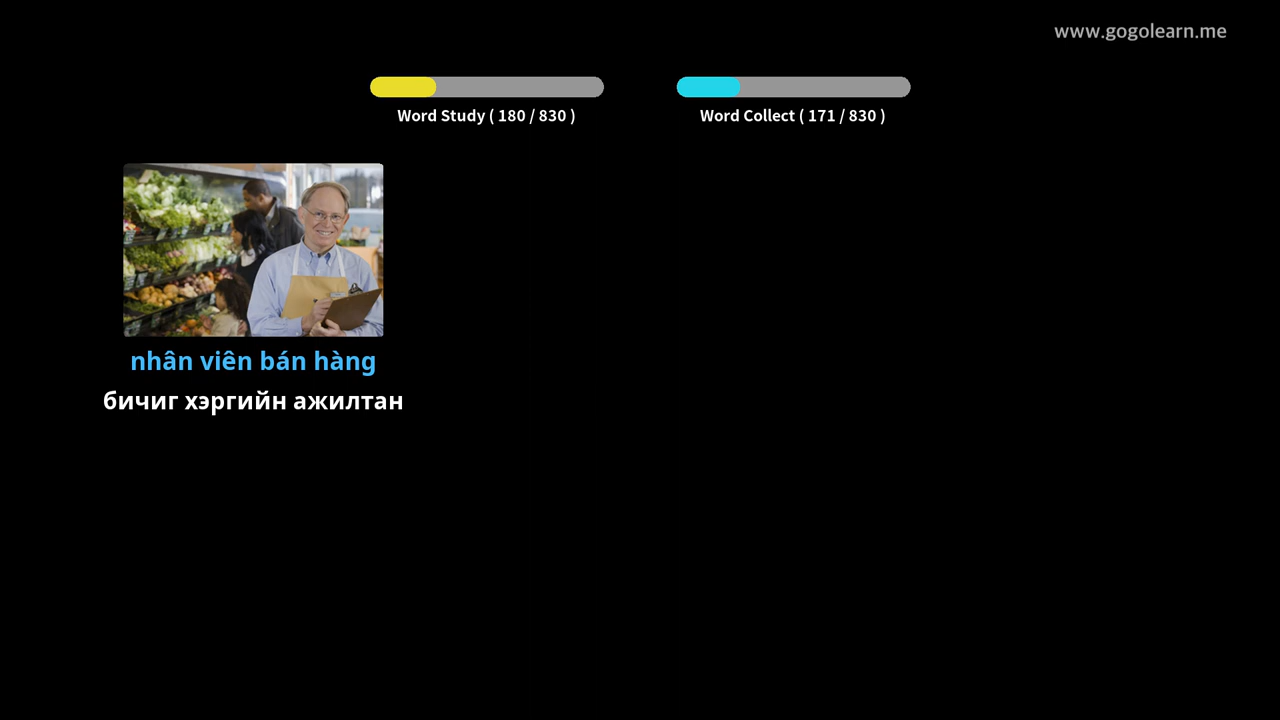 www.gogolearn.me
Word Study ( 180 / 830 )
Word Collect ( 171 / 830 )
nhân viên bán hàng
бичиг хэргийн ажилтан